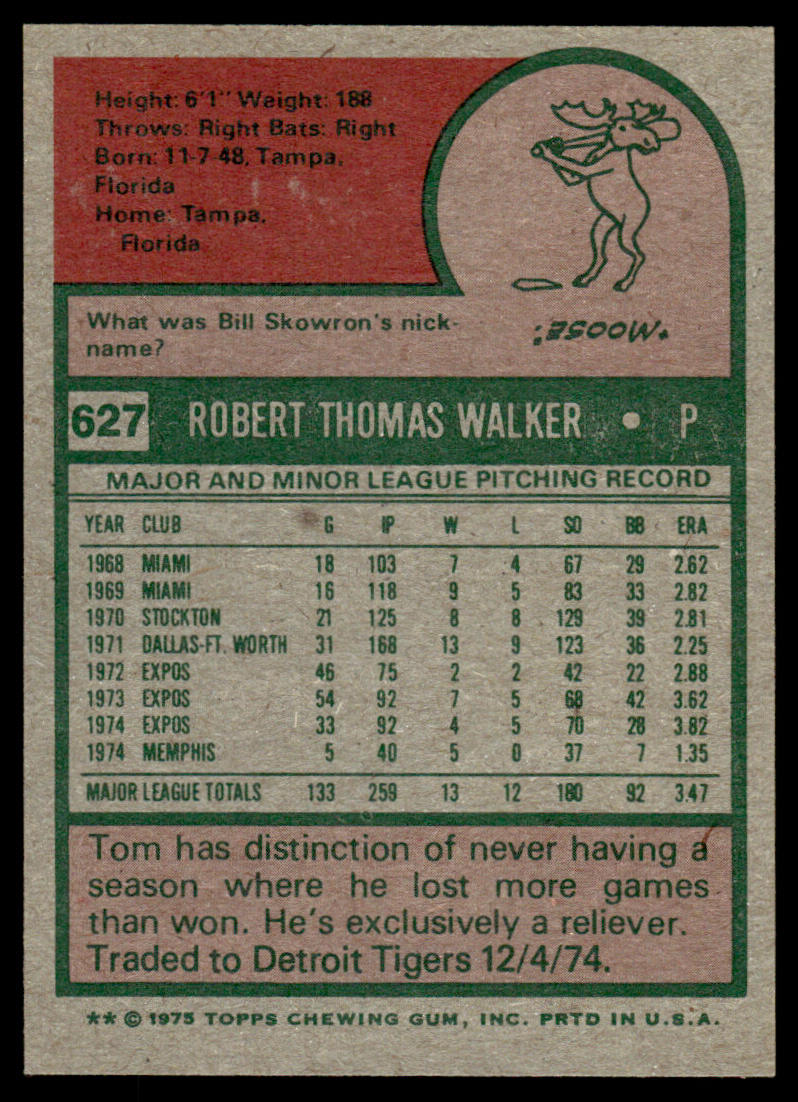 Height: 6'1" Weight: 188
Throws: Right Bats: Right
Born: 11-7-48, Tampa,
Florida
Home: Tampa,
Florida
What was Bill Skowron's nick-
name?
"Moose."
627 ROBERT THOMAS WALKER • P
MAJOR AND MINOR LEAGUE PITCHING RECORD
YEAR CLUB G IP W L SO BB ERA
1968 MIAMI 18 103 7 4 67 29 2.62
1969 MIAMI 16 118 9 5 83 33 2.82
1970 STOCKTON 21 125 8 8 129 39 2.81
1971 DALLAS-FT. WORTH 31 168 13 9 123 36 2.25
1972 EXPOS 46 75 2 2 42 22 2.88
1973 EXPOS 54 92 7 5 68 42 3.62
1974 EXPOS 33 92 4 5 70 28 3.82
1974 MEMPHIS 5 40 5 0 37 7 1.35
MAJOR LEAGUE TOTALS 133 259 13 12 180 92 3.47
Tom has distinction of never having a
season where he lost more games
than won. He's exclusively a reliever.
Traded to Detroit Tigers 12/4/74.
** © 1975 TOPPS CHEWING GUM, INC. PRTD IN U.S.A.